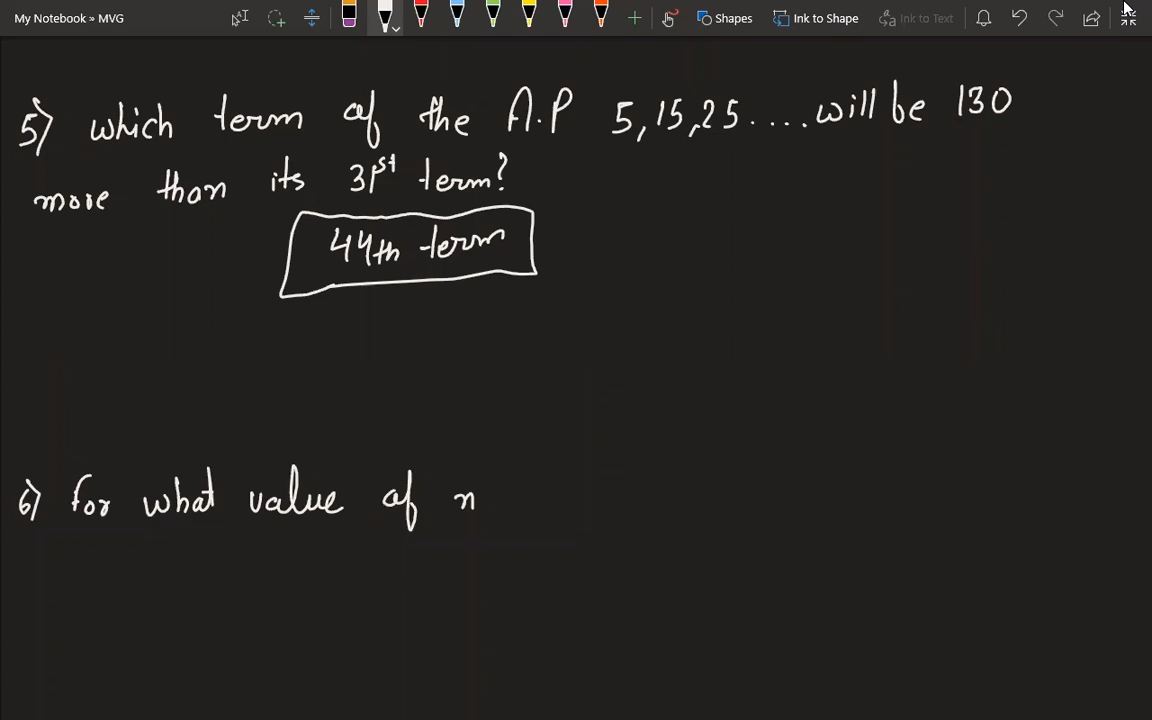 My Notebook » MVG
Shapes
Ink to Shape
Ink to Text
5) which term of the A.P 5,15,25....will be 130
more than its 31st term?
44th term
6) for what value of n